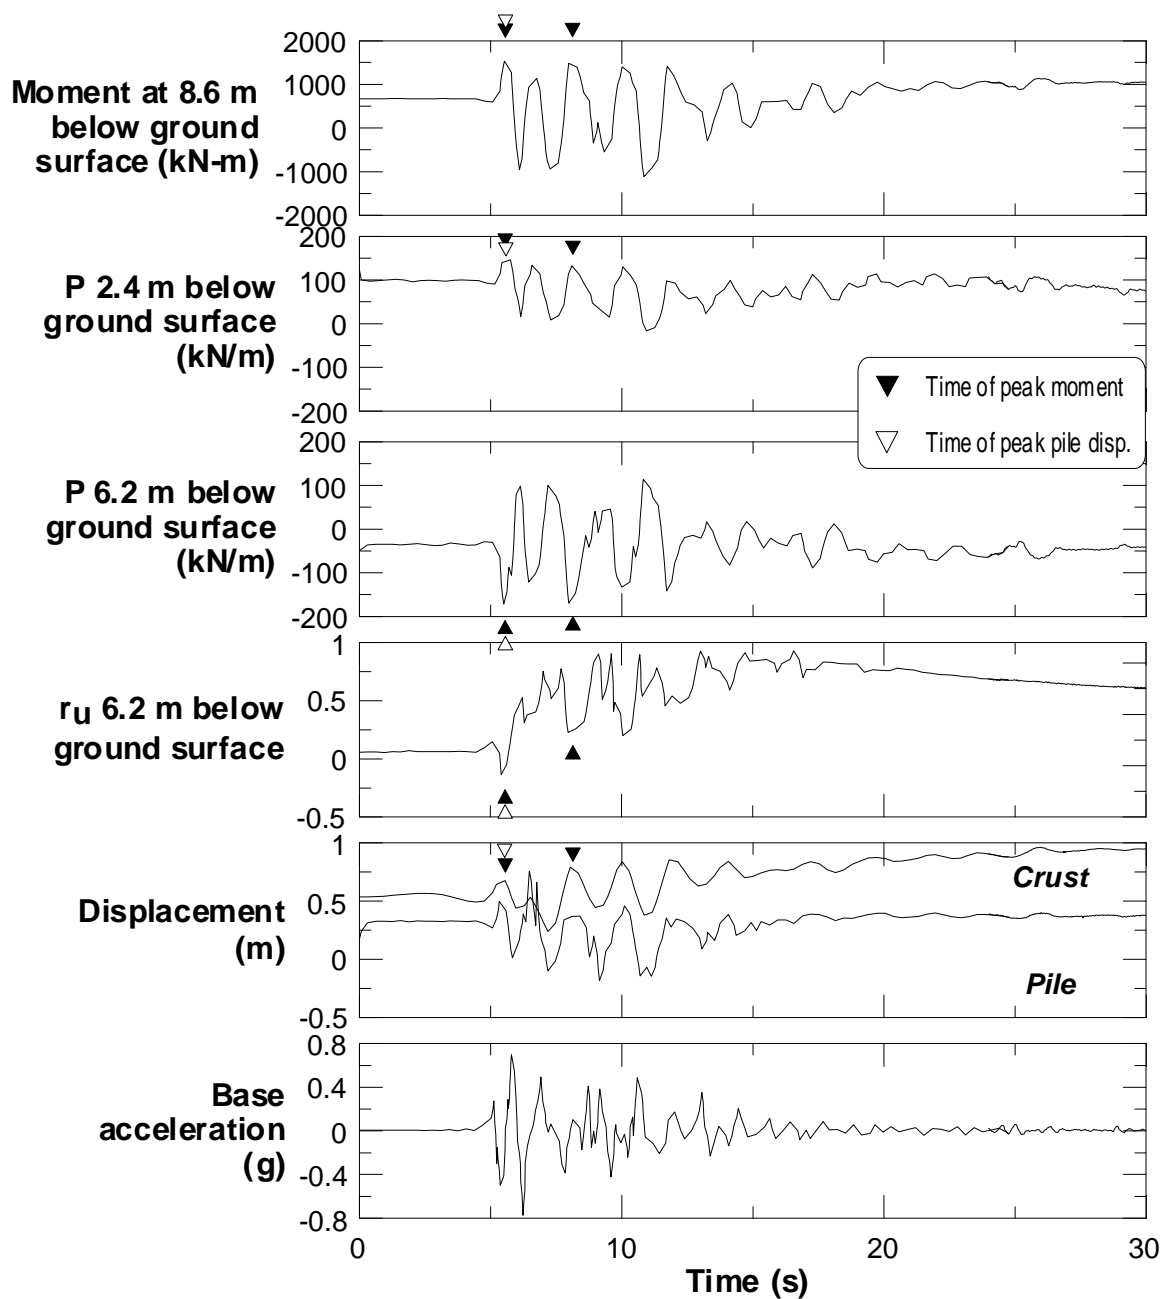 2000
1000
0
-1000
-2000
Moment at 8.6 m
below ground
surface (kN-m)
200
100
0
-100
-200
P 2.4 m below
ground surface
(kN/m)
Time of peak moment
Time of peak pile disp.
200
100
0
-100
-200
P 6.2 m below
ground surface
(kN/m)
1
0.5
0
-0.5
ru 6.2 m below
ground surface
1
0.5
0
-0.5
Displacement
(m)
Crust
Pile
0.8
0.4
0
-0.4
-0.8
Base
acceleration
(g)
0 10 20 30
Time (s)